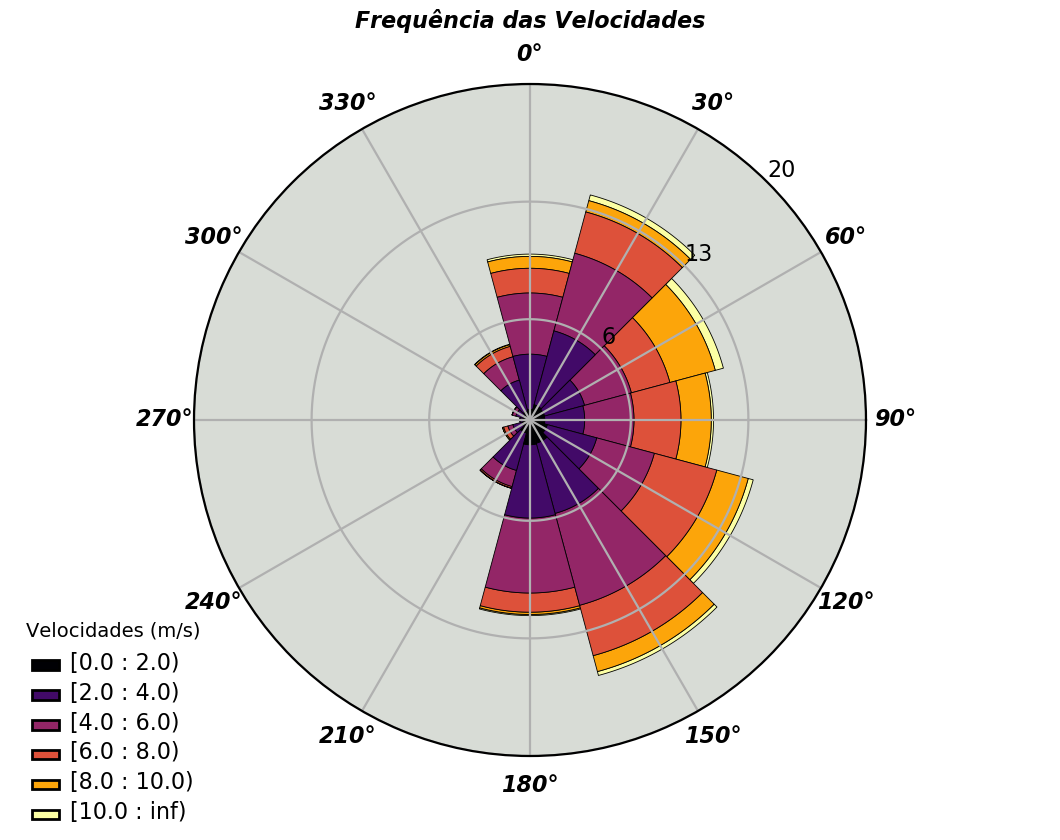 Frequência das Velocidades
0°
330°
30°
20
300°
60°
13
6
270°
90°
240°
120°
210°
150°
180°
Velocidades (m/s)
[0.0 : 2.0)
[2.0 : 4.0)
[4.0 : 6.0)
[6.0 : 8.0)
[8.0 : 10.0)
[10.0 : inf)